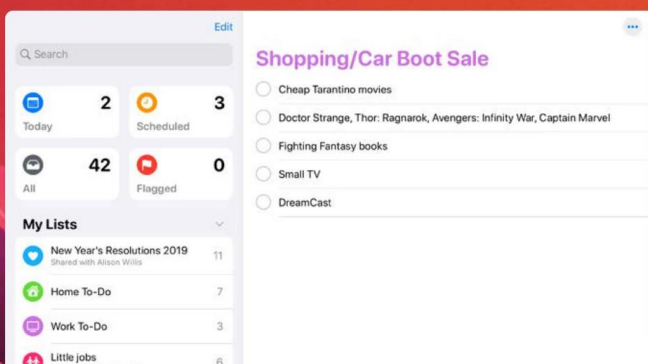 Edit
Search
2
Today
3
Scheduled
42
All
0
Flagged
My Lists
New Year's Resolutions 2019
11
Shared with Alison Willis
Home To-Do
7
Work To-Do
3
Little jobs
6
Shopping/Car Boot Sale
Cheap Tarantino movies
Doctor Strange, Thor: Ragnarok, Avengers: Infinity War, Captain Marvel
Fighting Fantasy books
Small TV
DreamCast